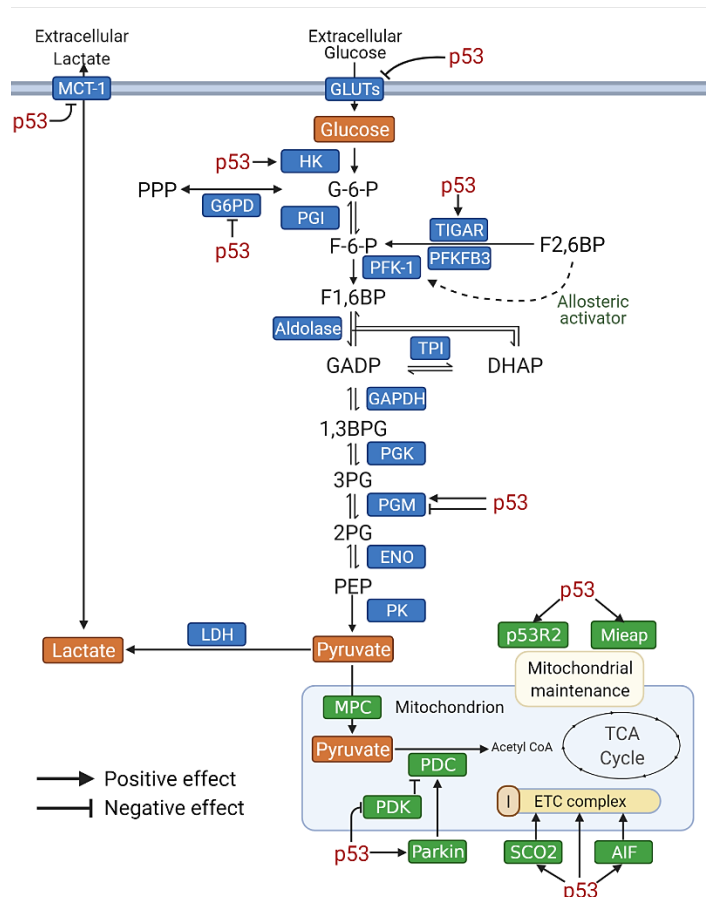 Extracellular
Lactate
Extracellular
Glucose
p53
MCT-1
GLUTs
p53
Glucose
p53
HK
PPP
G-6-P
p53
G6PD
PGI
TIGAR
p53
F-6-P
F2,6BP
PFKFB3
PFK-1
F1,6BP
Allosteric
activator
Aldolase
TPI
GADP
DHAP
GAPDH
1,3BPG
PGK
3PG
PGM
p53
2PG
ENO
PEP
p53
PK
p53R2
Mieap
LDH
Lactate
Pyruvate
Mitochondrial
maintenance
MPC
Mitochondrion
TCA
Cycle
Pyruvate
Acetyl CoA
PDC
Positive effect
Negative effect
PDK
I
ETC complex
p53
Parkin
SCO2
AIF
p53